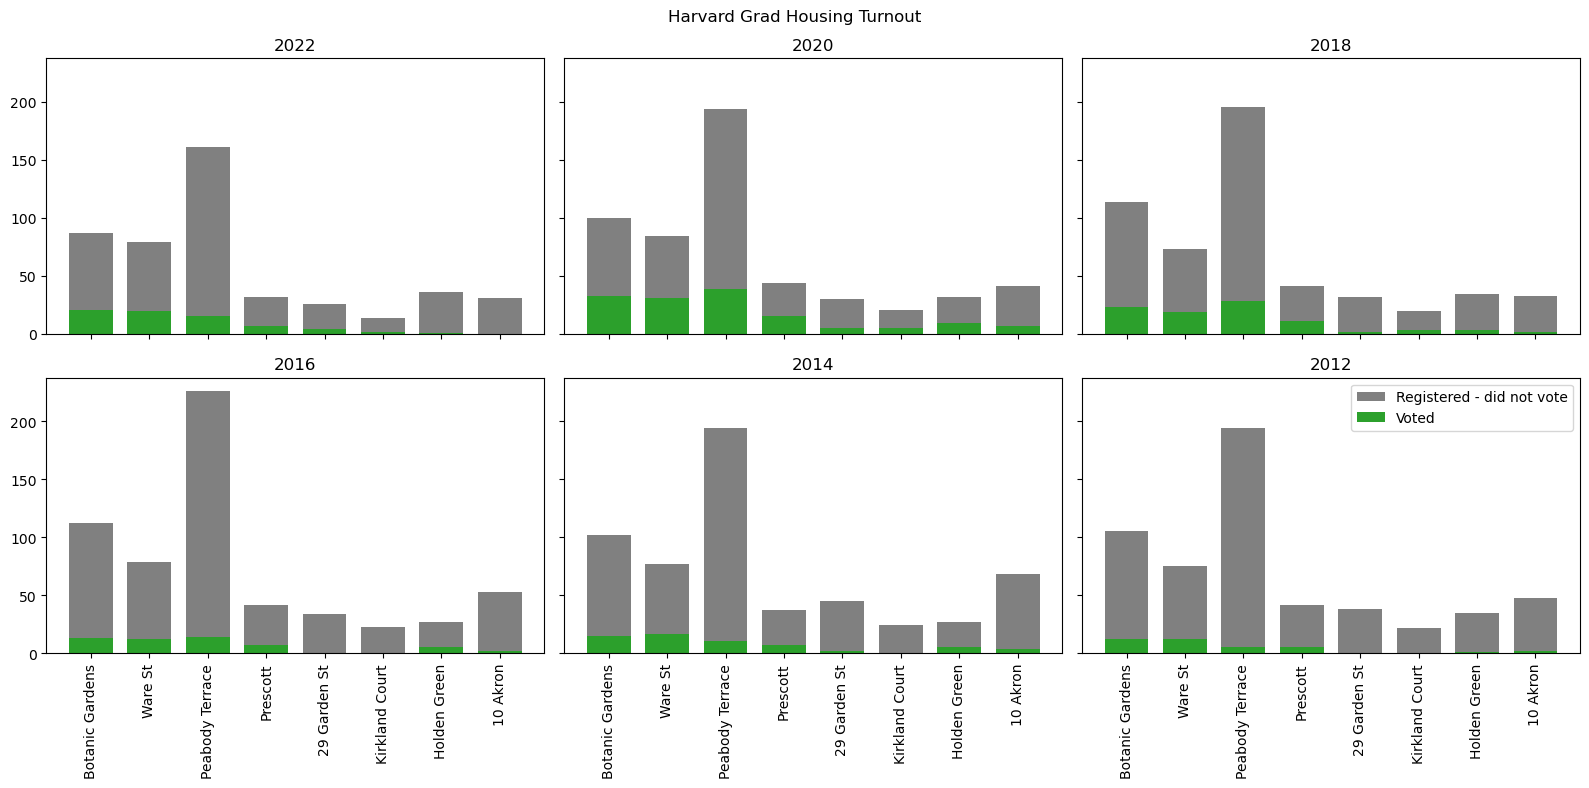 Harvard Grad Housing Turnout
2022
2020
2018
200
150
100
50
0
2016
2014
2012
200
150
100
50
0
Registered - did not vote
Voted
Botanic Gardens
Ware St
Peabody Terrace
Prescott
29 Garden St
Kirkland Court
Holden Green
10 Akron
Botanic Gardens
Ware St
Peabody Terrace
Prescott
29 Garden St
Kirkland Court
Holden Green
10 Akron
Botanic Gardens
Ware St
Peabody Terrace
Prescott
29 Garden St
Kirkland Court
Holden Green
10 Akron